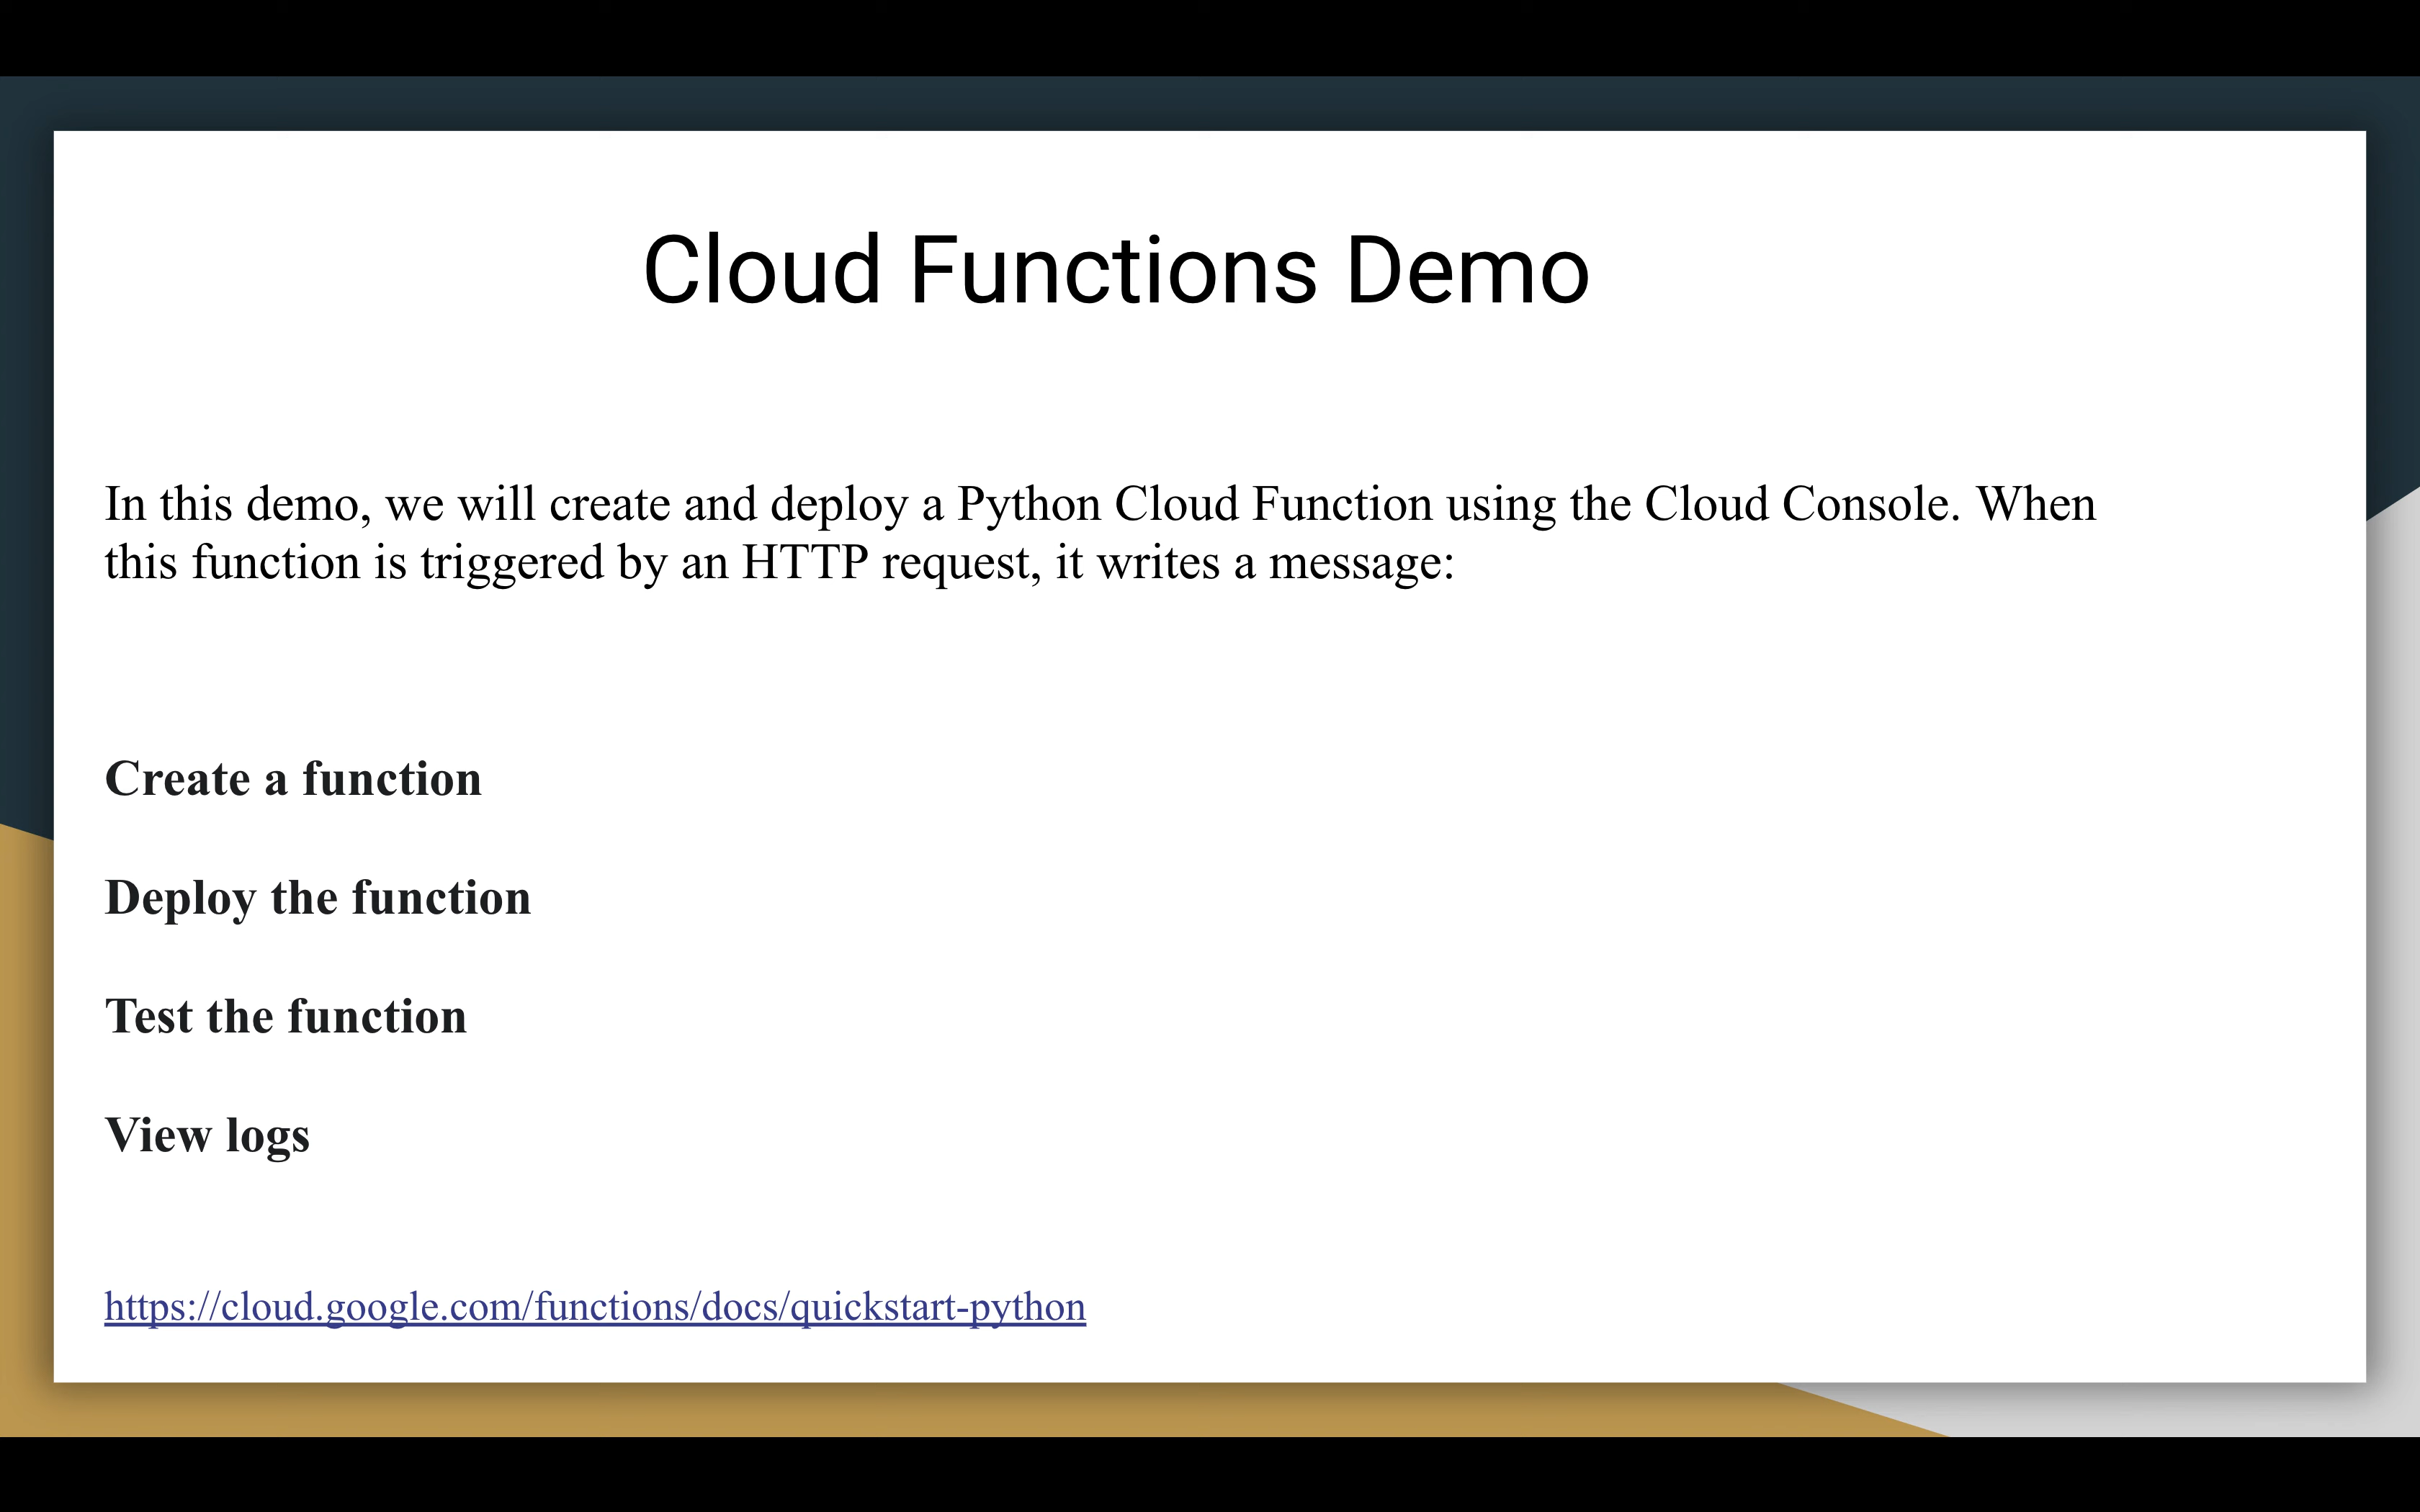 Cloud Functions Demo
In this demo, we will create and deploy a Python Cloud Function using the Cloud Console. When
this function is triggered by an HTTP request, it writes a message:
Create a function
Deploy the function
Test the function
View logs
https://cloud.google.com/functions/docs/quickstart-python